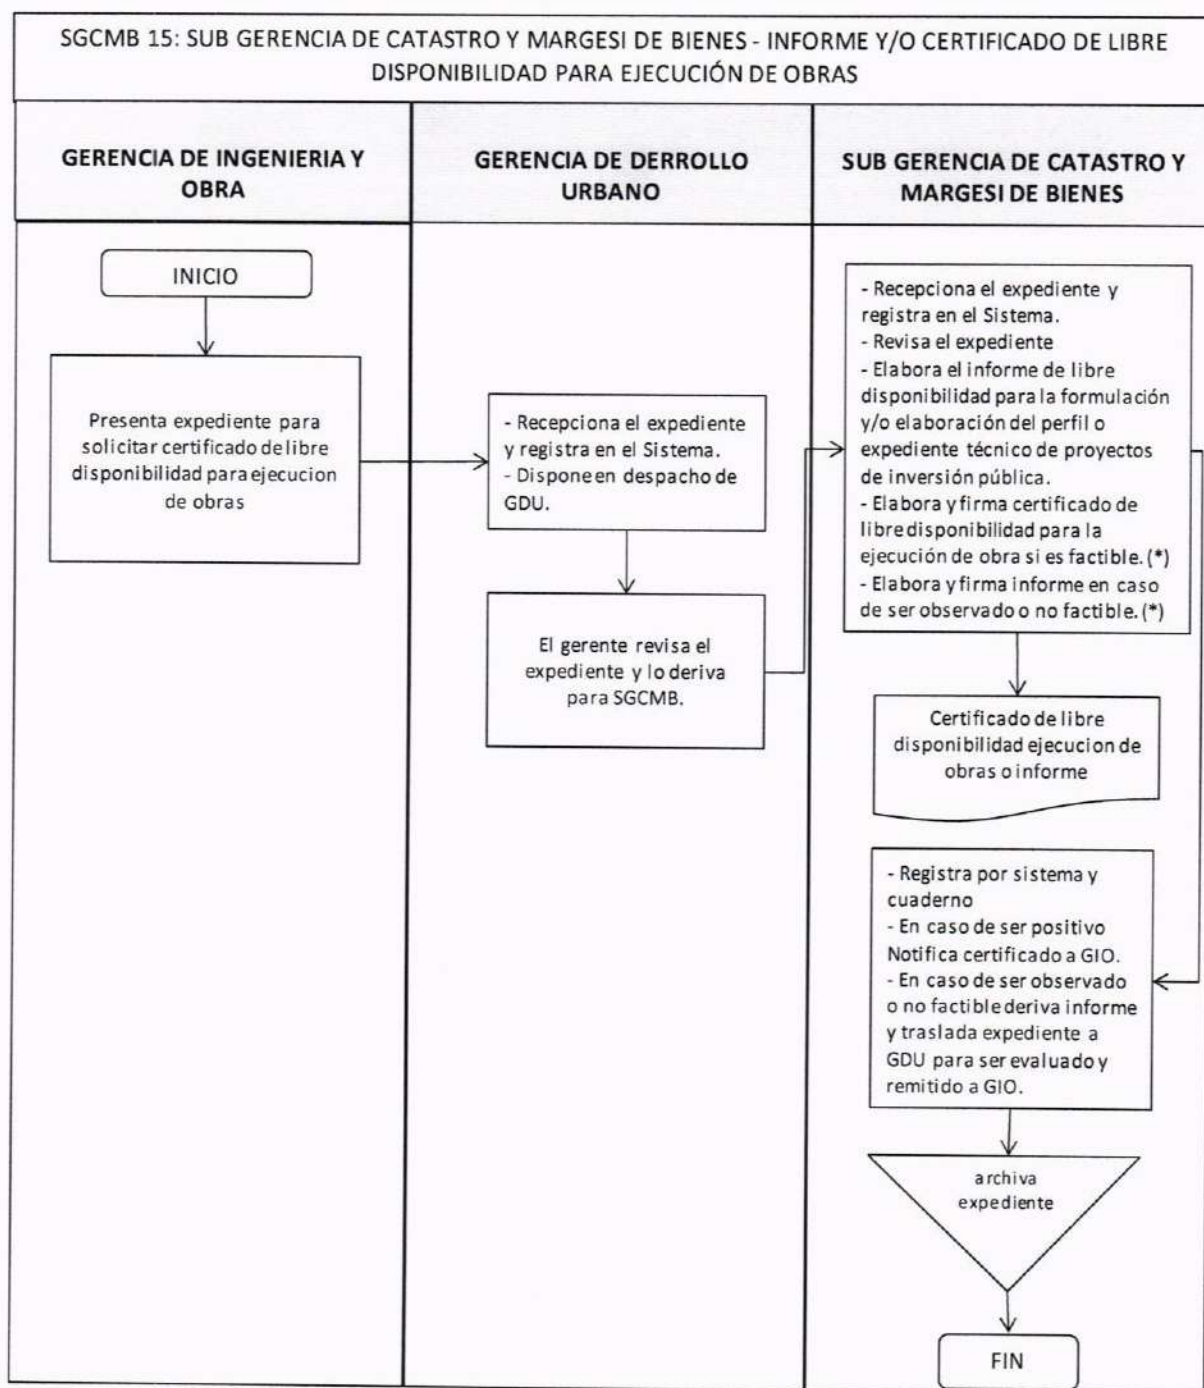 SGCMB 15: SUB GERENCIA DE CATASTRO Y MARGESI DE BIENES - INFORME Y/O CERTIFICADO DE LIBRE
DISPONIBILIDAD PARA EJECUCIÓN DE OBRAS
GERENCIA DE INGENIERIA Y
OBRA
GERENCIA DE DERROLLO
URBANO
SUB GERENCIA DE CATASTRO Y
MARGESI DE BIENES
INICIO
Presenta expediente para
solicitar certificado de libre
disponibilidad para ejecucion
de obras
- Recepciona el expediente
y registra en el Sistema.
- Dispone en despacho de
GDU.
El gerente revisa el
expediente y lo deriva
para SGCMB.
- Recepciona el expediente y
registra en el Sistema.
- Revisa el expediente
- Elabora el informe de libre
disponibilidad para la formulación
y/o elaboración del perfil o
expediente técnico de proyectos
de inversión pública.
- Elabora y firma certificado de
libre disponibilidad para la
ejecución de obra si es factible. (*)
- Elabora y firma informe en caso
de ser observado o no factible. (*)
Certificado de libre
disponibilidad ejecucion de
obras o informe
- Registra por sistema y
cuaderno
- En caso de ser positivo
Notifica certificado a GIO.
- En caso de ser observado
o no factible deriva informe
y traslada expediente a
GDU para ser evaluado y
remitido a GIO.
archiva
expediente
FIN